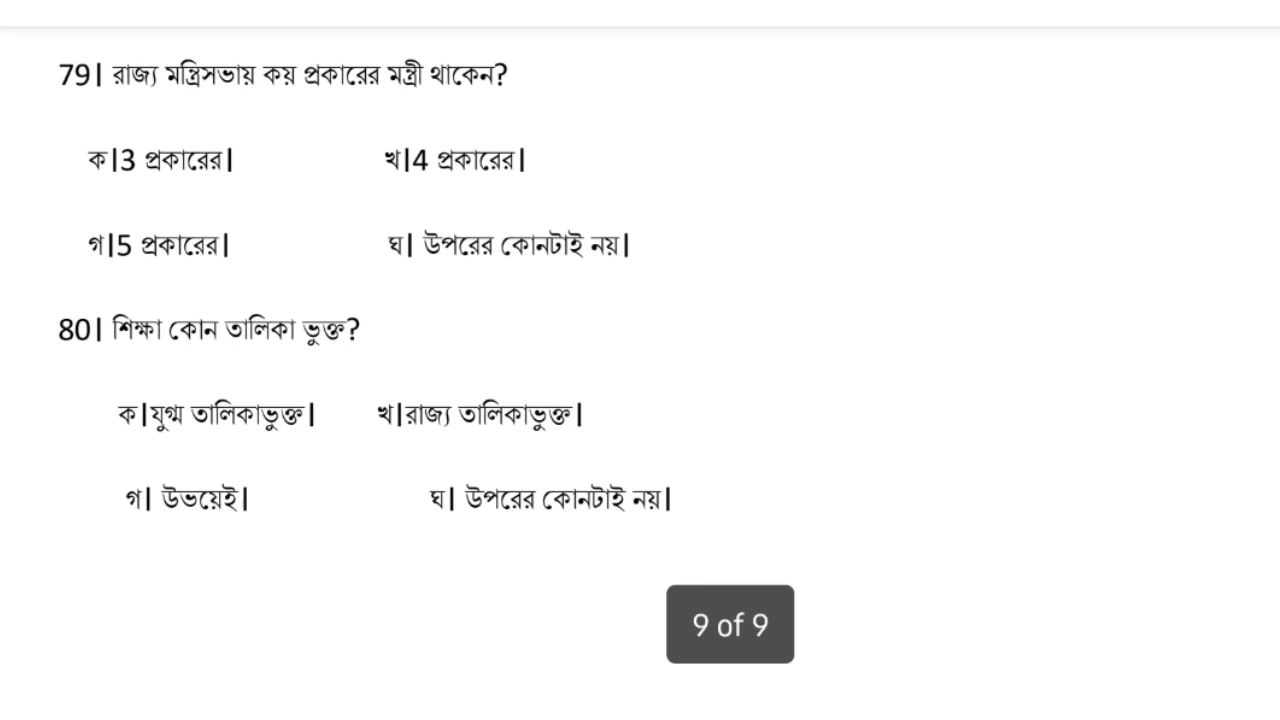 79| রাজ্য মন্ত্রিসভায় কয় প্রকারের মন্ত্রী থাকেন?
ক|3 প্রকারের| খ|4 প্রকারের|
গ|5 প্রকারের| ঘ| উপরের কোনটাই নয়|
80| শিক্ষা কোন তালিকা ভুক্ত?
ক|যুগ্ম তালিকাভুক্ত| খ|রাজ্য তালিকাভুক্ত|
গ| উভয়েই| ঘ| উপরের কোনটাই নয়|
9 of 9